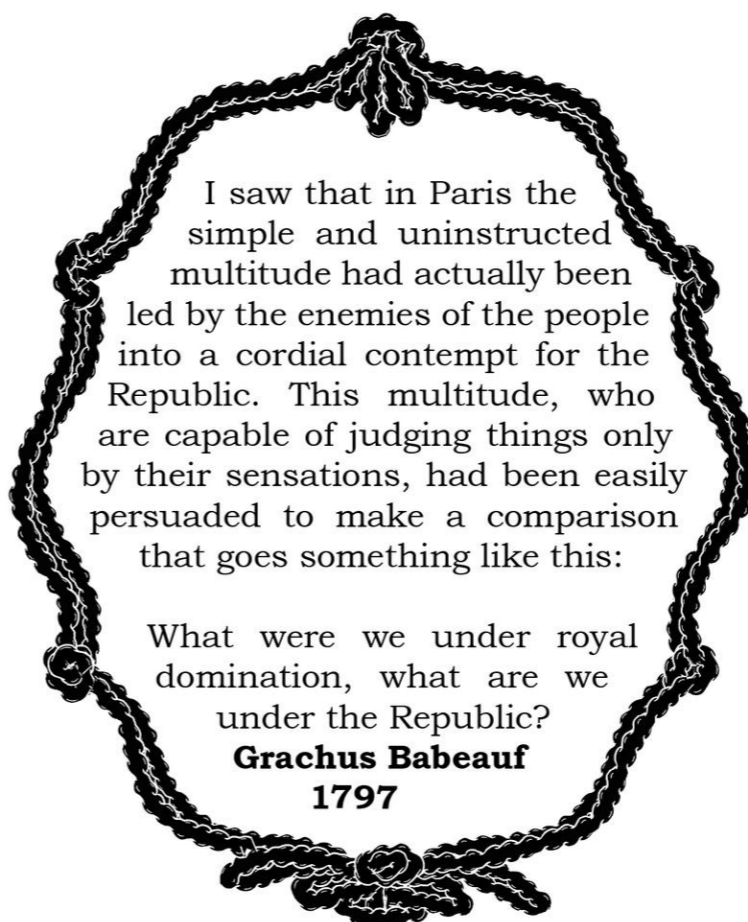 I saw that in Paris the
simple and uninstructed
multitude had actually been
led by the enemies of the people
into a cordial contempt for the
Republic. This multitude, who
are capable of judging things only
by their sensations, had been easily
persuaded to make a comparison
that goes something like this:
What were we under royal
domination, what are we
under the Republic?
Grachus Babeauf
1797